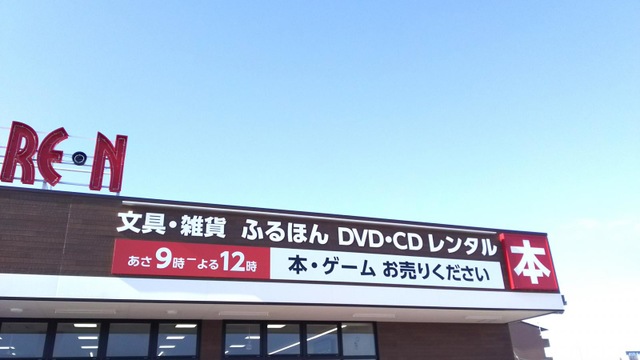 RE・N
文具・雑貨 ふるほん DVD・CD レンタル
あさ9時ーよる12時
本・ゲーム お売りください
本